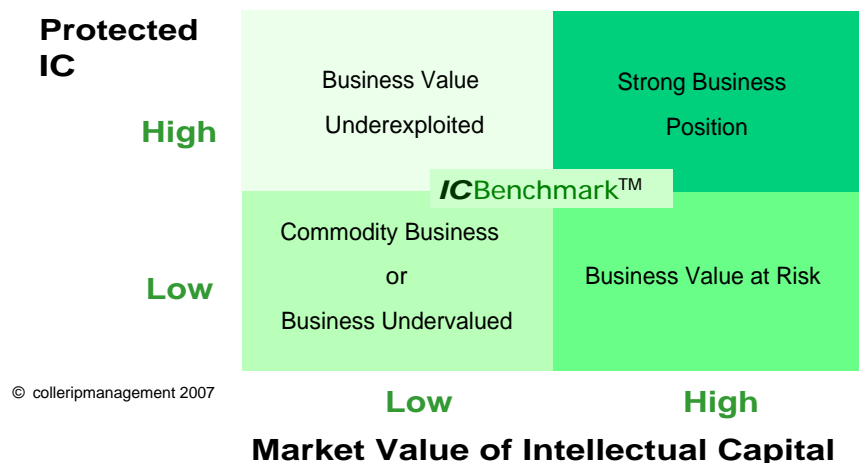 Protected
IC
Business Value
Underexploited
Strong Business
Position
High
ICBenchmark™
Commodity Business
or
Business Undervalued
Business Value at Risk
Low
© colleripmanagement 2007
Low
High
Market Value of Intellectual Capital